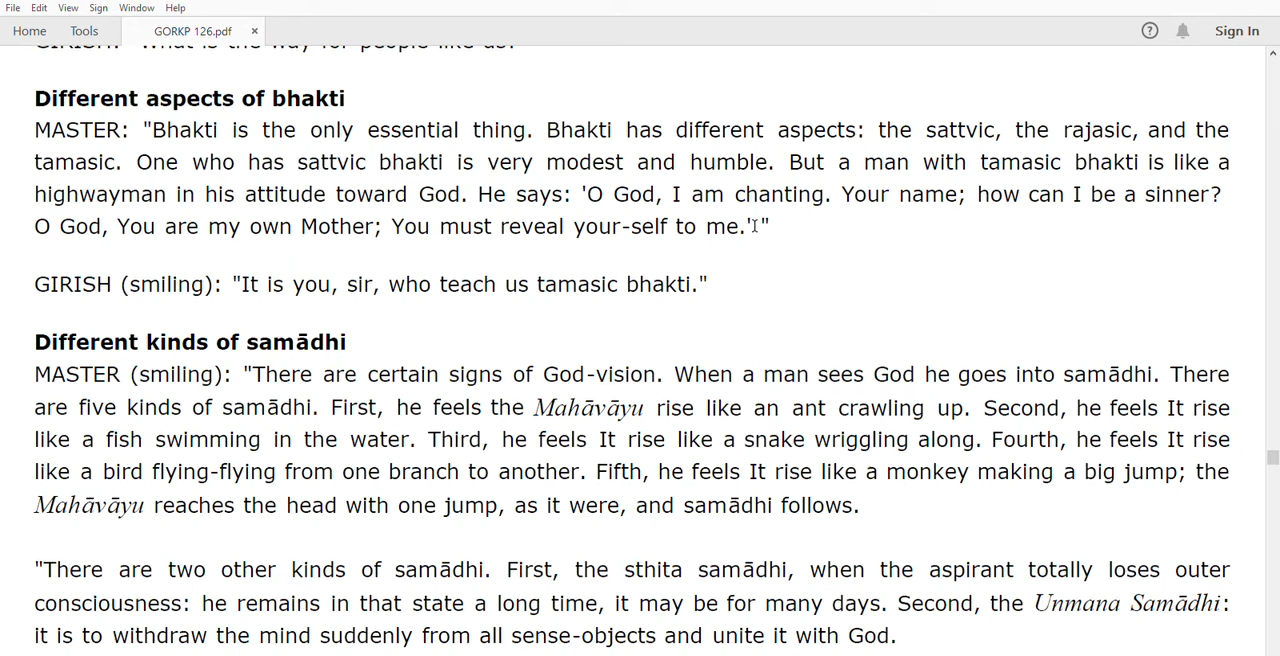 File Edit View Sign Window Help
Home Tools GORKP 126.pdf × ? Sign In
GIRISH: "What is the way for people like us?"
Different aspects of bhakti
MASTER: "Bhakti is the only essential thing. Bhakti has different aspects: the sattvic, the rajasic, and the
tamasic. One who has sattvic bhakti is very modest and humble. But a man with tamasic bhakti is like a
highwayman in his attitude toward God. He says: 'O God, I am chanting. Your name; how can I be a sinner?
O God, You are my own Mother; You must reveal your-self to me.' "
GIRISH (smiling): "It is you, sir, who teach us tamasic bhakti."
Different kinds of samādhi
MASTER (smiling): "There are certain signs of God-vision. When a man sees God he goes into samādhi. There
are five kinds of samādhi. First, he feels the Mahāvāyu rise like an ant crawling up. Second, he feels It rise
like a fish swimming in the water. Third, he feels It rise like a snake wriggling along. Fourth, he feels It rise
like a bird flying-flying from one branch to another. Fifth, he feels It rise like a monkey making a big jump; the
Mahāvāyu reaches the head with one jump, as it were, and samādhi follows.
"There are two other kinds of samādhi. First, the sthita samādhi, when the aspirant totally loses outer
consciousness: he remains in that state a long time, it may be for many days. Second, the Unmana Samādhi:
it is to withdraw the mind suddenly from all sense-objects and unite it with God.